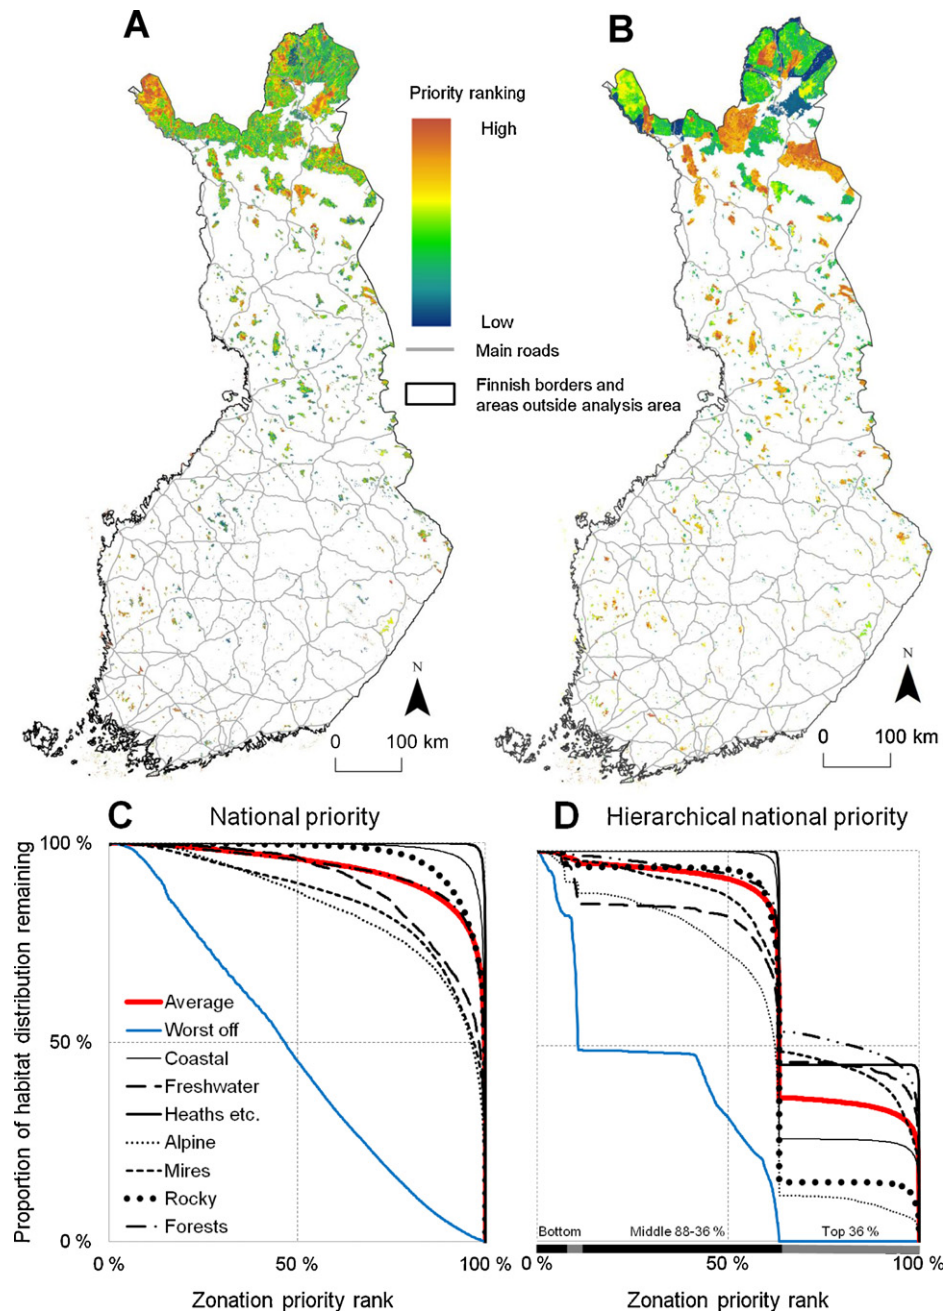 A
B
Priority ranking
High
Low
Main roads
Finnish borders and
areas outside analysis area
N
0 100 km
N
0 100 km
C National priority
D Hierarchical national priority
Proportion of habitat distribution remaining
100 %
50 %
0 %
Average
Worst off
Coastal
Freshwater
Heaths etc.
Alpine
Mires
Rocky
Forests
0 % 50 % 100 %
Zonation priority rank
100 %
50 %
0 %
Bottom Middle 88-36 % Top 36 %
0 % 50 % 100 %
Zonation priority rank